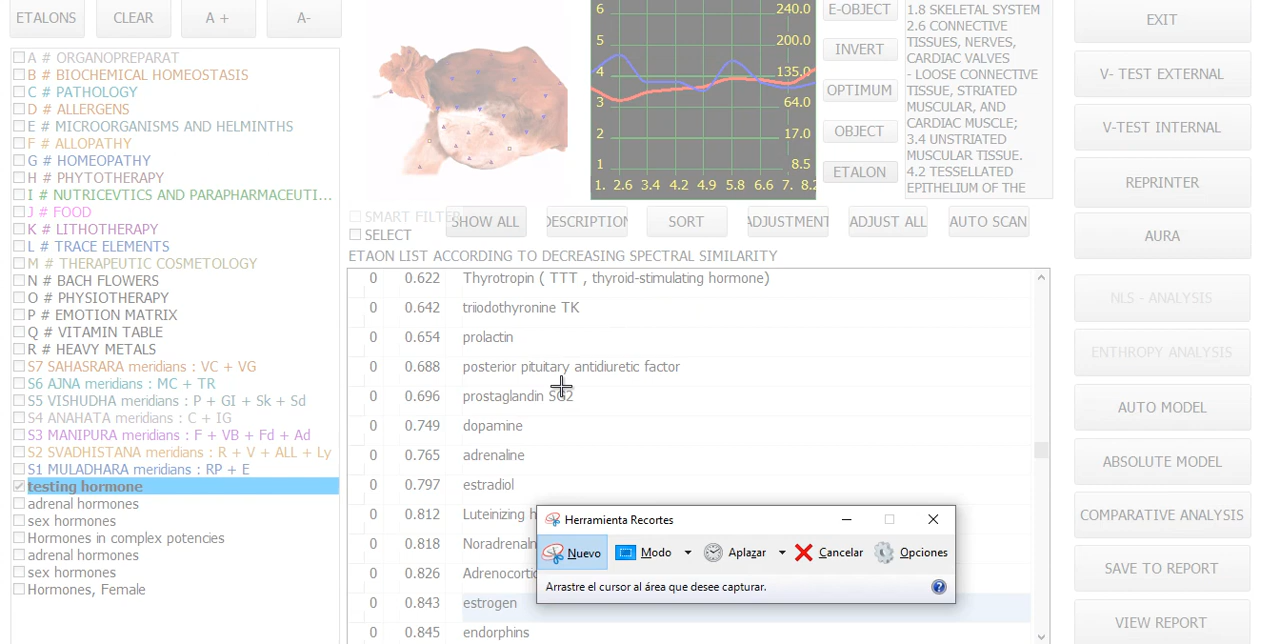 ETALONS
CLEAR
A +
A-
A # ORGANOPREPARAT
B # BIOCHEMICAL HOMEOSTASIS
C # PATHOLOGY
D # ALLERGENS
E # MICROORGANISMS AND HELMINTHS
F # ALLOPATHY
G # HOMEOPATHY
H # PHYTOTHERAPY
I # NUTRICEVTICS AND PARAPHARMACEUTI...
J # FOOD
K # LITHOTHERAPY
L # TRACE ELEMENTS
M # THERAPEUTIC COSMETOLOGY
N # BACH FLOWERS
O # PHYSIOTHERAPY
P # EMOTION MATRIX
Q # VITAMIN TABLE
R # HEAVY METALS
S7 SAHASRARA meridians : VC + VG
S6 AJNA meridians : MC + TR
S5 VISHUDHA meridians : P + GI + Sk + Sd
S4 ANAHATA meridians : C + IG
S3 MANIPURA meridians : F + VB + Fd + Ad
S2 SVADHISTANA meridians : R + V + ALL + Ly
S1 MULADHARA meridians : RP + E
testing hormone
adrenal hormones
sex hormones
Hormones in complex potencies
adrenal hormones
sex hormones
Hormones, Female
6 240.0
5 200.0
4 135.0
3 64.0
2 17.0
1 8.5
1. 2.6 3.4 4.2 4.9 5.8 6.6 7. 8.2
E-OBJECT
INVERT
OPTIMUM
OBJECT
ETALON
1.8 SKELETAL SYSTEM
2.6 CONNECTIVE
TISSUES, NERVES,
CARDIAC VALVES
- LOOSE CONNECTIVE
TISSUE, STRIATED
MUSCULAR, AND
CARDIAC MUSCLE;
3.4 UNSTRIATED
MUSCULAR TISSUE.
4.2 TESSELLATED
EPITHELIUM OF THE
SMART FILTER
SELECT
SHOW ALL
DESCRIPTION
SORT
ADJUSTMENT
ADJUST ALL
AUTO SCAN
ETAON LIST ACCORDING TO DECREASING SPECTRAL SIMILARITY
0 0.622 Thyrotropin ( TTT , thyroid-stimulating hormone)
0 0.642 triiodothyronine TK
0 0.654 prolactin
0 0.688 posterior pituitary antidiuretic factor
0 0.696 prostaglandin SG2
0 0.749 dopamine
0 0.765 adrenaline
0 0.797 estradiol
0 0.812 Luteinizing h
0 0.818 Noradrenaln
0 0.826 Adrenocortic
0 0.843 estrogen
0 0.845 endorphins
Herramienta Recortes
Nuevo
Modo
Aplazar
Cancelar
Opciones
Arrastre el cursor al área que desee capturar.
EXIT
V- TEST EXTERNAL
V-TEST INTERNAL
REPRINTER
AURA
NLS - ANALYSIS
ENTHROPY ANALYSIS
AUTO MODEL
ABSOLUTE MODEL
COMPARATIVE ANALYSIS
SAVE TO REPORT
VIEW REPORT